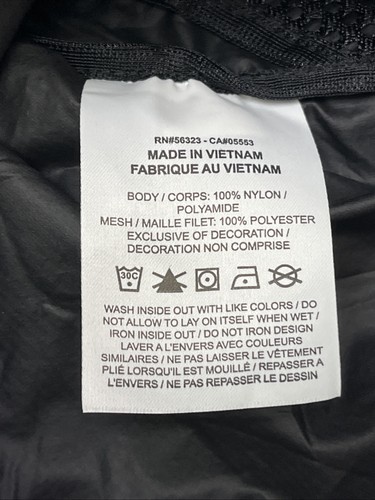 RN#56323 - CA#05553
MADE IN VIETNAM
FABRIQUE AU VIETNAM
BODY / CORPS: 100% NYLON /
POLYAMIDE
MESH / MAILLE FILET: 100% POLYESTER
EXCLUSIVE OF DECORATION /
DECORATION NON COMPRISE
30C
WASH INSIDE OUT WITH LIKE COLORS / DO
NOT ALLOW TO LAY ON ITSELF WHEN WET /
IRON INSIDE OUT / DO NOT IRON DESIGN
LAVER A L'ENVERS AVEC COULEURS
SIMILAIRES / NE PAS LAISSER LE VÊTEMENT
PLIÉ LORSQU'IL EST MOUILLÉ / REPASSER A
L'ENVERS / NE PAS REPASSER LE DESSIN